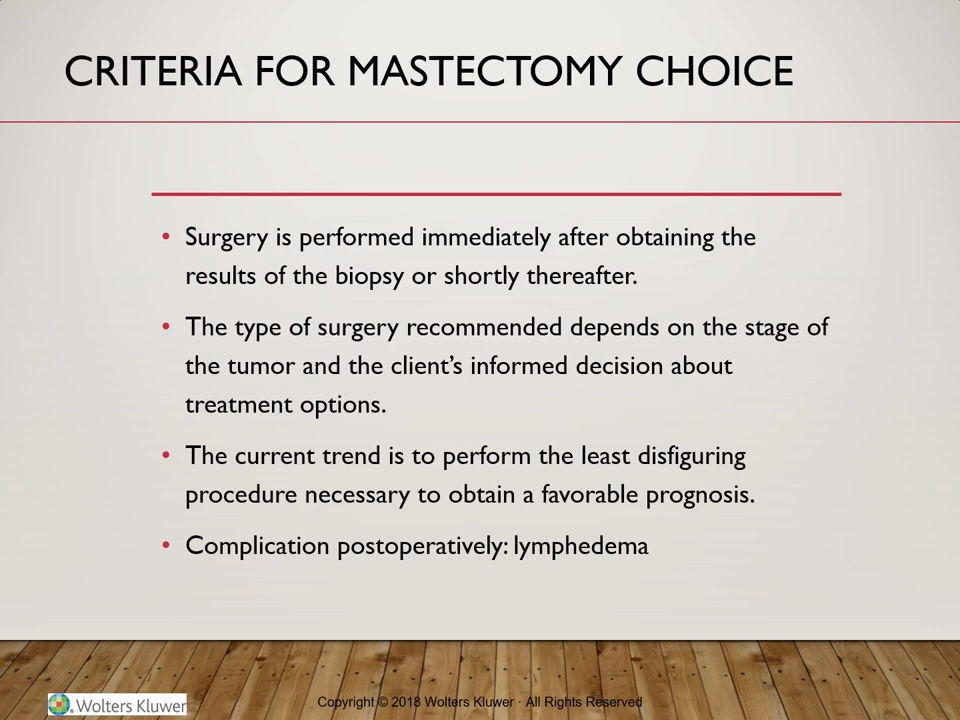 CRITERIA FOR MASTECTOMY CHOICE
• Surgery is performed immediately after obtaining the
results of the biopsy or shortly thereafter.
• The type of surgery recommended depends on the stage of
the tumor and the client’s informed decision about
treatment options.
• The current trend is to perform the least disfiguring
procedure necessary to obtain a favorable prognosis.
• Complication postoperatively: lymphedema
Wolters Kluwer
Copyright © 2018 Wolters Kluwer · All Rights Reserved